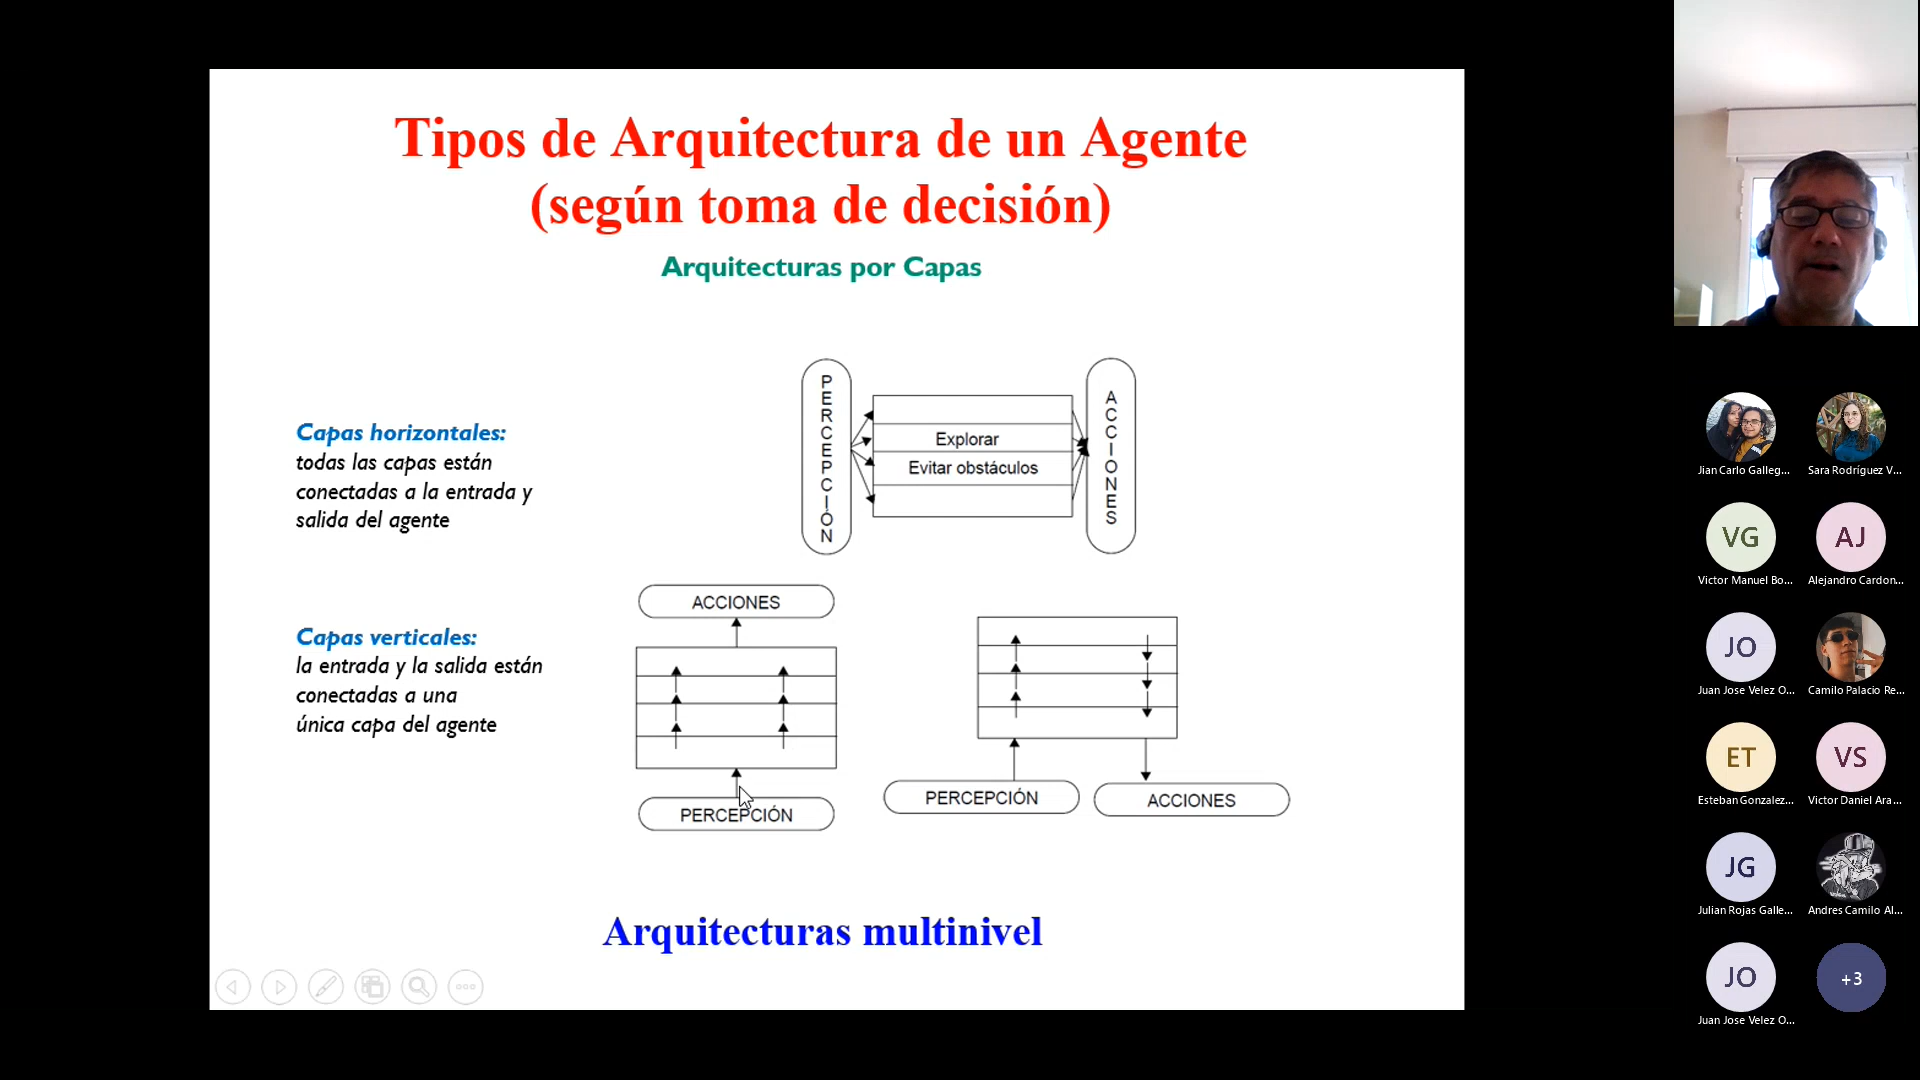 Tipos de Arquitectura de un Agente
(según toma de decisión)
Arquitecturas por Capas
Capas horizontales:
todas las capas están
conectadas a la entrada y
salida del agente
PERCEPCIÓN
Explorar
Evitar obstáculos
ACCIONES
Capas verticales:
la entrada y la salida están
conectadas a una
única capa del agente
ACCIONES
PERCEPCIÓN
PERCEPCIÓN
ACCIONES
Arquitecturas multinivel
Jian Carlo Galleg...
Sara Rodríguez V...
VG
Victor Manuel Bo...
AJ
Alejandro Cardon...
JO
Juan Jose Velez O...
Camilo Palacio Re...
ET
Esteban Gonzalez...
VS
Victor Daniel Ara...
JG
Julian Rojas Galle...
Andres Camilo Al...
JO
Juan Jose Velez O...
+3